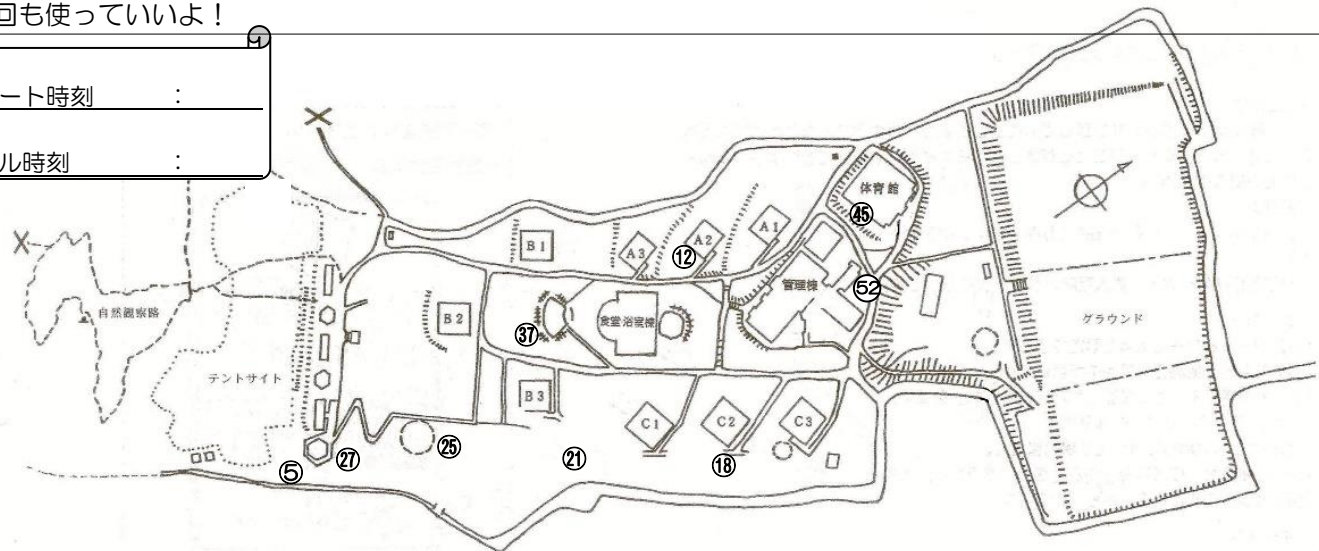 回も使っていいよ！
ート時刻　　：
ル時刻　　：
体育館
㊺
A1
A2
⑫
A3
B1
管理棟
52
自然観察路
グラウンド
B2
㊲
食堂浴室棟
テントサイト
B3
C1
C2
C3
㉕
㉗
⑤
㉑
⑱